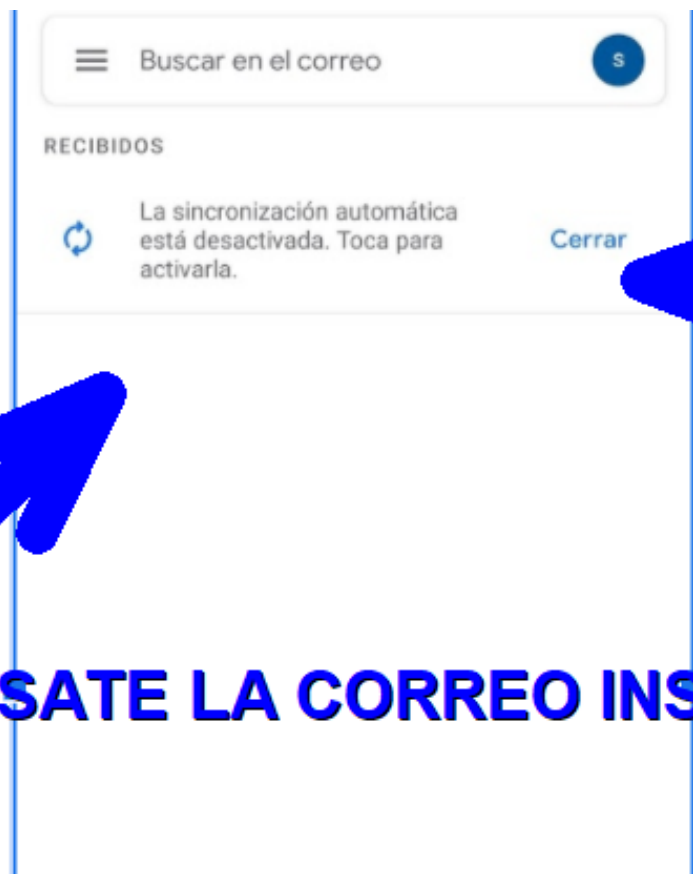 Buscar en el correo
S
RECIBIDOS
La sincronización automática
está desactivada. Toca para
activarla.
Cerrar
SATE LA CORREO INS